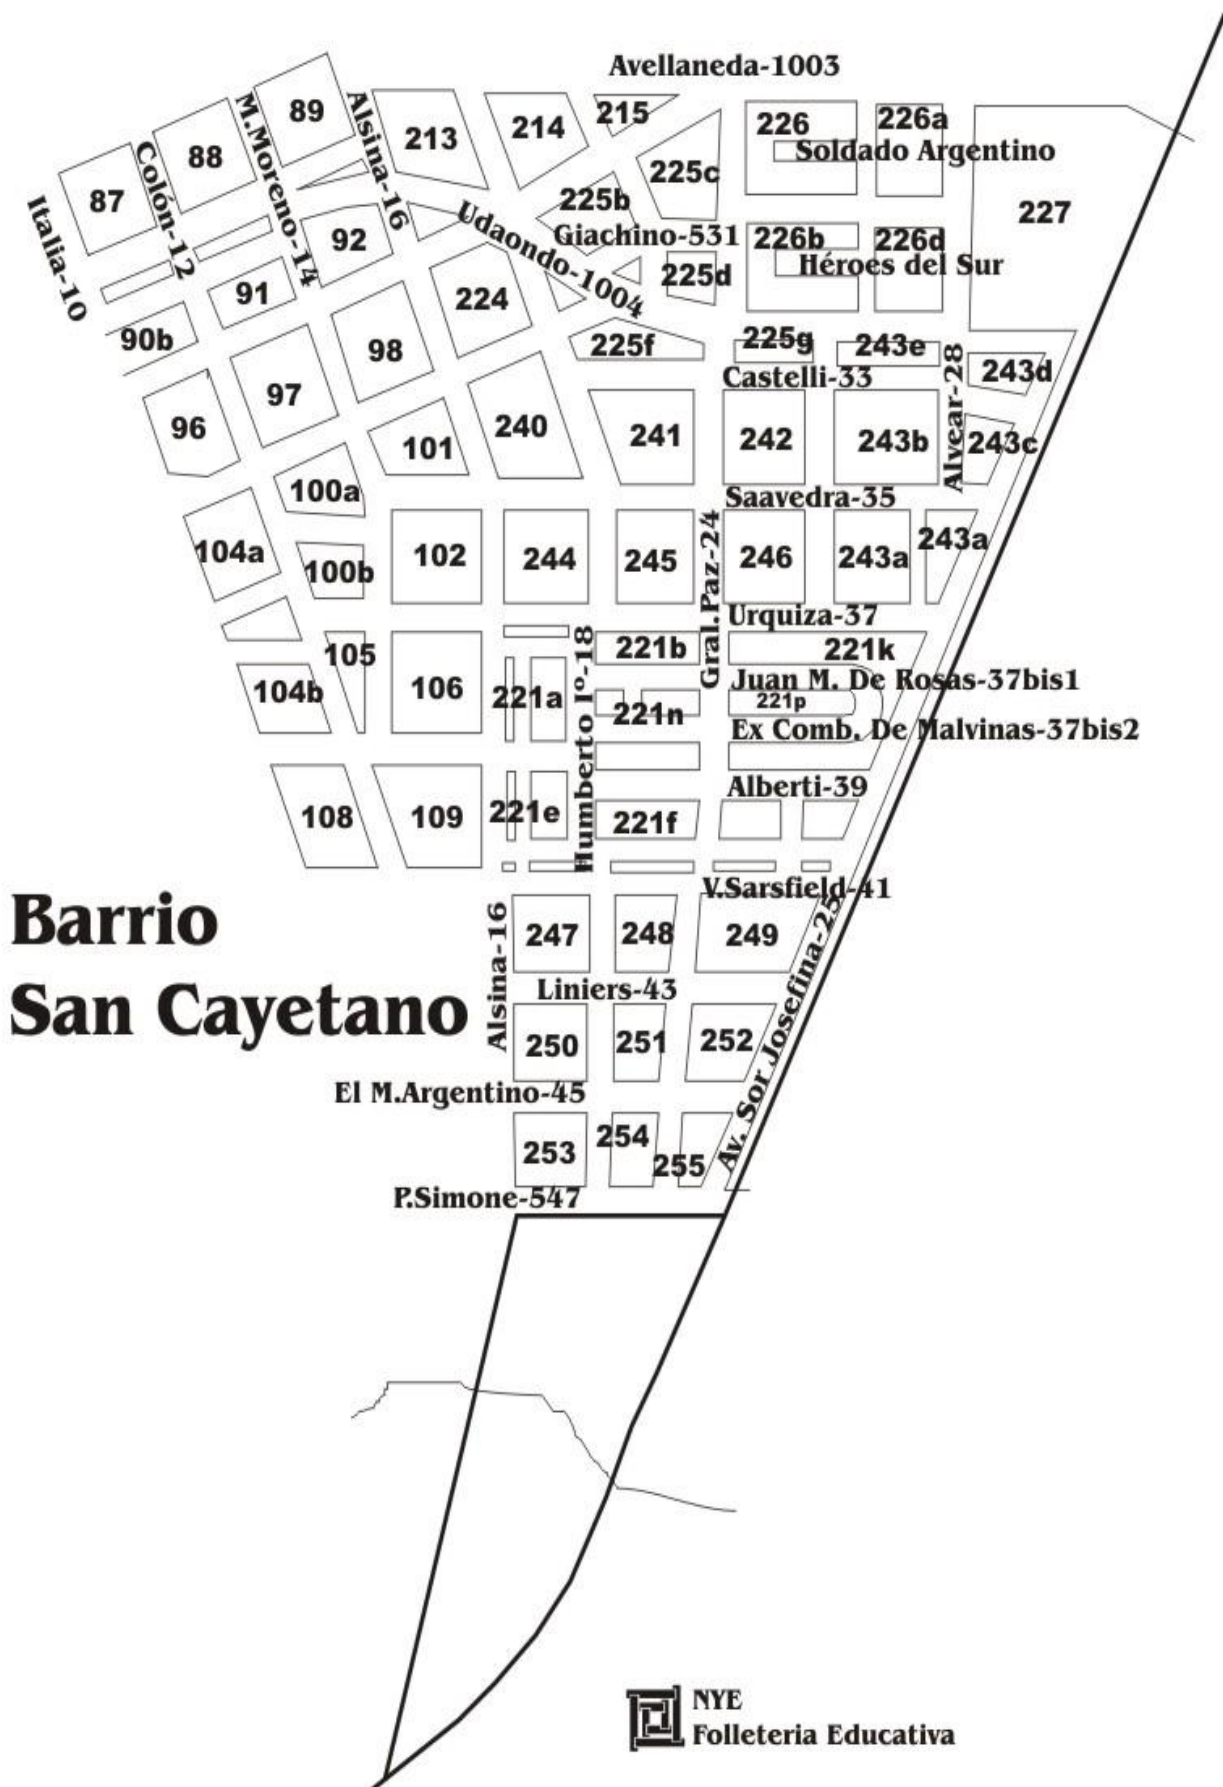 Avellaneda-1003
89
Alsina-16
213
214
215
226
226a
M.Moreno-14
88
Colón-12
Soldado Argentino
87
225c
225b
Italia-10
92
Udaondo-1004
Giachino-531
227
226b
226d
Héroes del Sur
225d
91
224
90b
98
225f
225g
243e
Castelli-33
Alvear-28
243d
97
96
101
240
241
242
243b
243c
100a
Saavedra-35
104a
100b
102
244
245
Gral.Paz-24
246
243a
243a
Urquiza-37
105
221b
221k
104b
106
221a
Humberto Iº-18
221n
Juan M. De Rosas-37bis1
221p
Ex Comb. De Malvinas-37bis2
Alberti-39
108
109
221e
221f
V.Sarsfield-41
Barrio
San Cayetano
Alsina-16
247
248
249
Av. Sor Josefina-25
Liniers-43
250
251
252
El M.Argentino-45
253
254
255
P.Simone-547
NYE
Folleteria Educativa